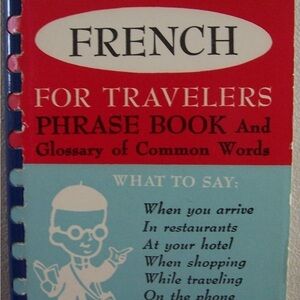 FRENCH
FOR TRAVELERS
PHRASE BOOK And
Glossary of Common Words
WHAT TO SAY:
When you arrive
In restaurants
At your hotel
When shopping
While traveling
On the phone